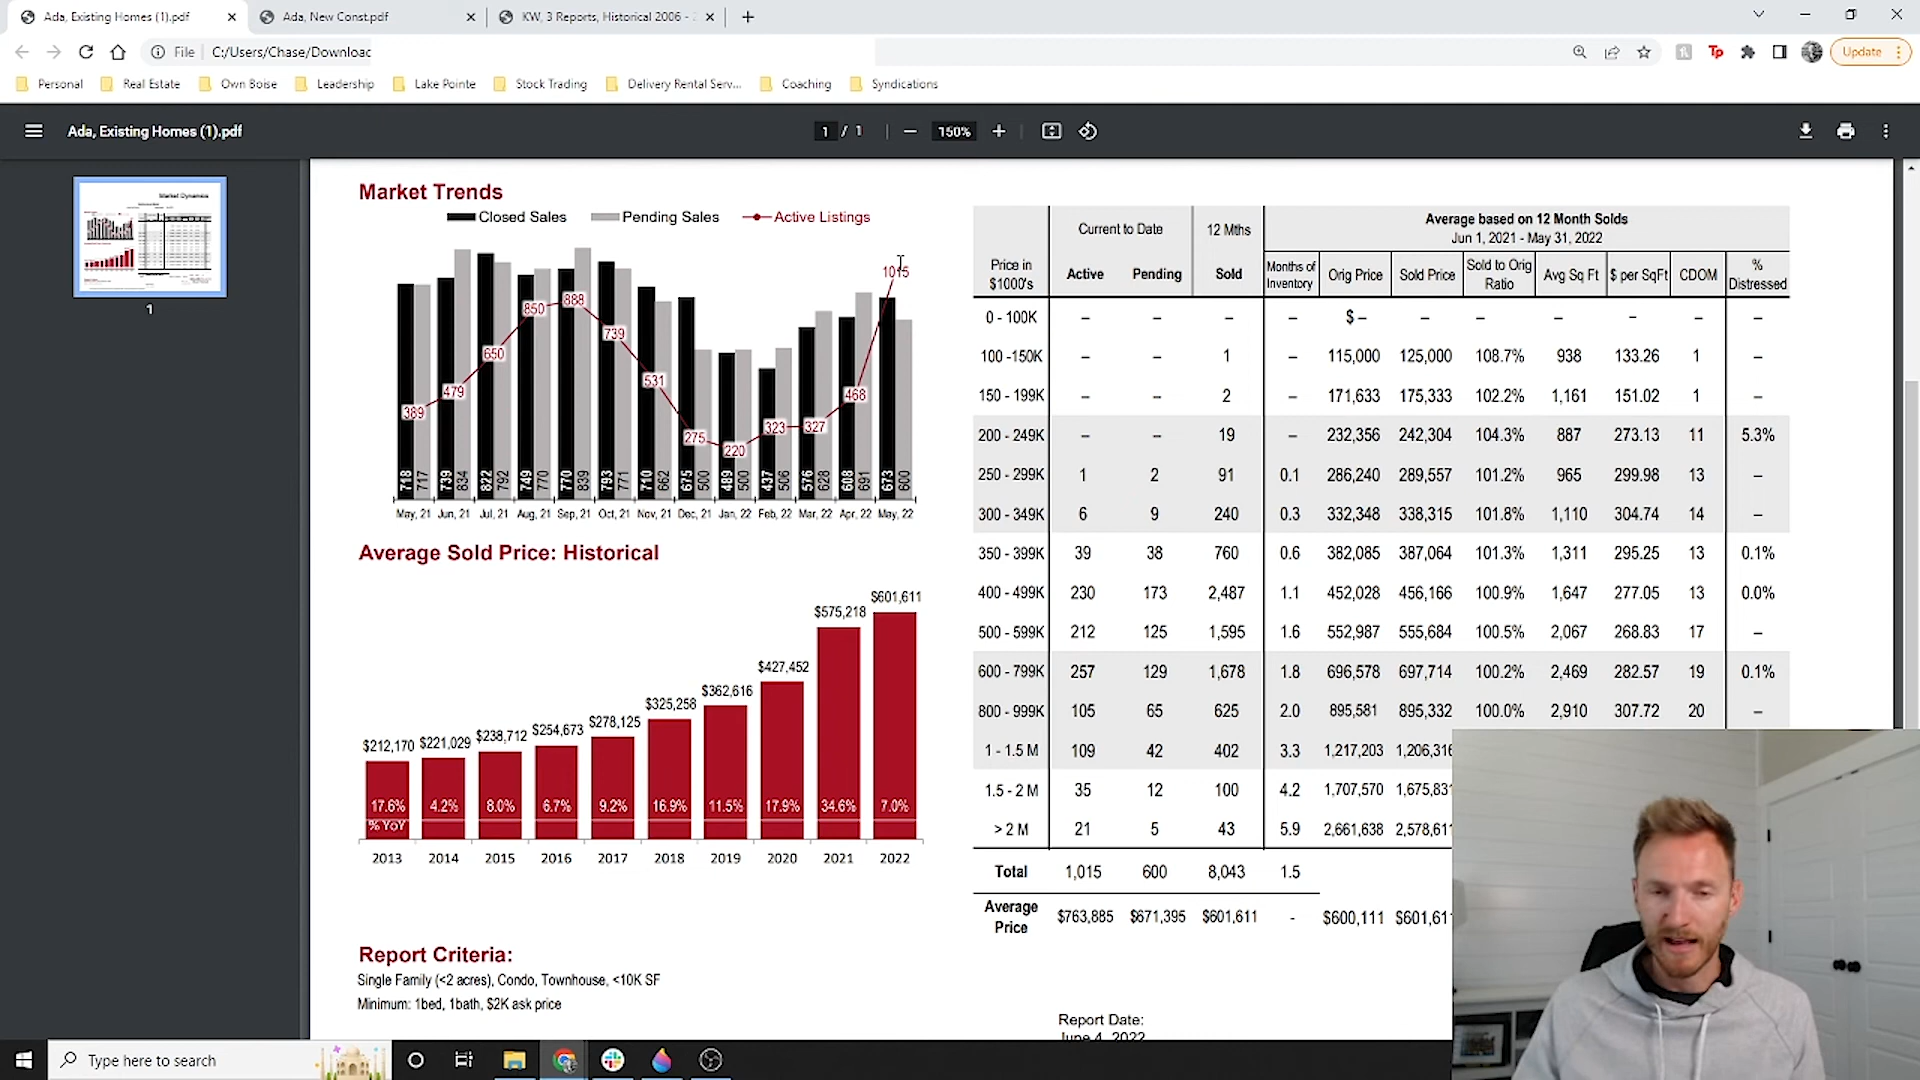 Ada, Existing Homes (1).pdf
Ada, New Const.pdf
KW, 3 Reports, Historical 2006 -
File C:/Users/Chase/Downloac
Tp
Update
Personal Real Estate Own Boise Leadership Lake Pointe Stock Trading Delivery Rental Serv... Coaching Syndications
Ada, Existing Homes (1).pdf
1 / 1 — 150% +
Market Dynamics
1
Market Trends
Closed Sales Pending Sales Active Listings
389 479 650 850 888 739 531 275 220 323 327 468 1015
718 717 739 834 822 792 749 770 770 839 793 771 710 662 675 500 489 500 437 506 576 628 608 691 673 600
May, 21 Jun, 21 Jul, 21 Aug, 21 Sep, 21 Oct, 21 Nov, 21 Dec, 21 Jan, 22 Feb, 22 Mar, 22 Apr, 22 May, 22
Average Sold Price: Historical
$212,170 $221,029 $238,712 $254,673 $278,125 $325,258 $362,616 $427,452 $575,218 $601,611
17.6% 4.2% 8.0% 6.7% 9.2% 16.9% 11.5% 17.9% 34.6% 7.0%
% YoY
2013 2014 2015 2016 2017 2018 2019 2020 2021 2022
Report Criteria:
Single Family (<2 acres), Condo, Townhouse, <10K SF
Minimum: 1bed, 1bath, $2K ask price
Current to Date 12 Mths Average based on 12 Month Solds
Jun 1, 2021 - May 31, 2022
Price in $1000's Active Pending Sold Months of Inventory Orig Price Sold Price Sold to Orig Ratio Avg Sq Ft $ per SqFt CDOM % Distressed
0 - 100K – – – – $ – – – – – – –
100 -150K – – 1 – 115,000 125,000 108.7% 938 133.26 1 –
150 - 199K – – 2 – 171,633 175,333 102.2% 1,161 151.02 1 –
200 - 249K – – 19 – 232,356 242,304 104.3% 887 273.13 11 5.3%
250 - 299K 1 2 91 0.1 286,240 289,557 101.2% 965 299.98 13 –
300 - 349K 6 9 240 0.3 332,348 338,315 101.8% 1,110 304.74 14 –
350 - 399K 39 38 760 0.6 382,085 387,064 101.3% 1,311 295.25 13 0.1%
400 - 499K 230 173 2,487 1.1 452,028 456,166 100.9% 1,647 277.05 13 0.0%
500 - 599K 212 125 1,595 1.6 552,987 555,684 100.5% 2,067 268.83 17 –
600 - 799K 257 129 1,678 1.8 696,578 697,714 100.2% 2,469 282.57 19 0.1%
800 - 999K 105 65 625 2.0 895,581 895,332 100.0% 2,910 307.72 20 –
1 - 1.5 M 109 42 402 3.3 1,217,203 1,206,316
1.5 - 2 M 35 12 100 4.2 1,707,570 1,675,831
> 2 M 21 5 43 5.9 2,661,638 2,578,611
Total 1,015 600 8,043 1.5
Average Price $763,885 $671,395 $601,611 - $600,111 $601,611
Report Date:
June 4, 2022
Type here to search